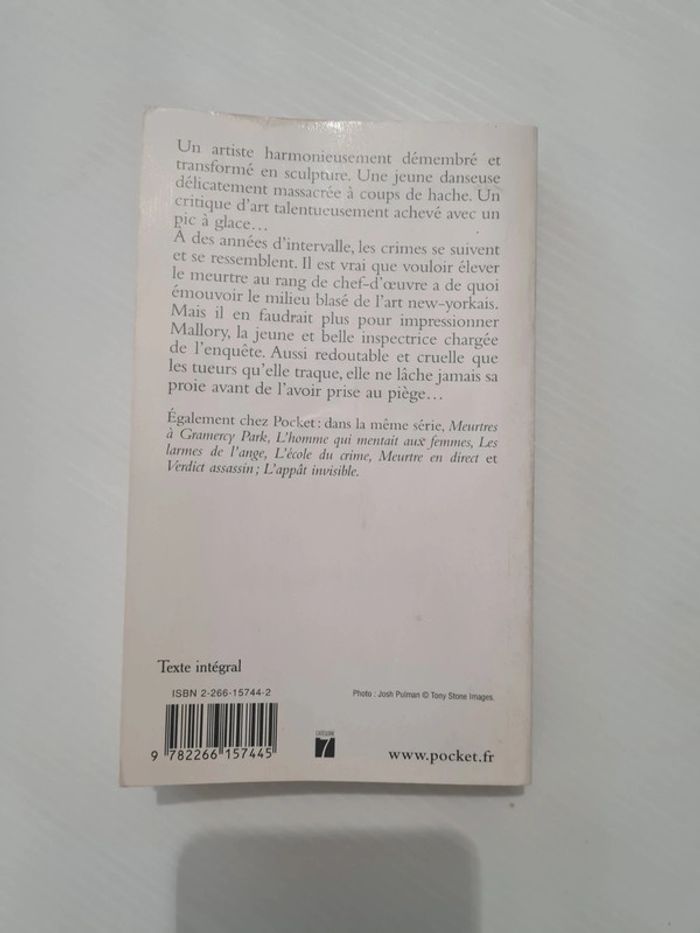 Un artiste harmonieusement démembré et
transformé en sculpture. Une jeune danseuse
délicatement massacrée à coups de hache. Un
critique d'art talentueusement achevé avec un
pic à glace…
À des années d'intervalle, les crimes se suivent
et se ressemblent. Il est vrai que vouloir élever
le meurtre au rang de chef-d'œuvre a de quoi
émouvoir le milieu blasé de l'art new-yorkais.
Mais il en faudrait plus pour impressionner
Mallory, la jeune et belle inspectrice chargée
de l'enquête. Aussi redoutable et cruelle que
les tueurs qu'elle traque, elle ne lâche jamais sa
proie avant de l'avoir prise au piège…
Également chez Pocket : dans la même série, Meurtres
à Gramercy Park, L'homme qui mentait aux femmes, Les
larmes de l'ange, L'école du crime, Meurtre en direct et
Verdict assassin ; L'appât invisible.
Texte intégral
ISBN 2-266-15744-2
Photo : Josh Pulman © Tony Stone Images.
9 782266 157445
CATÉGORIE
7
www.pocket.fr